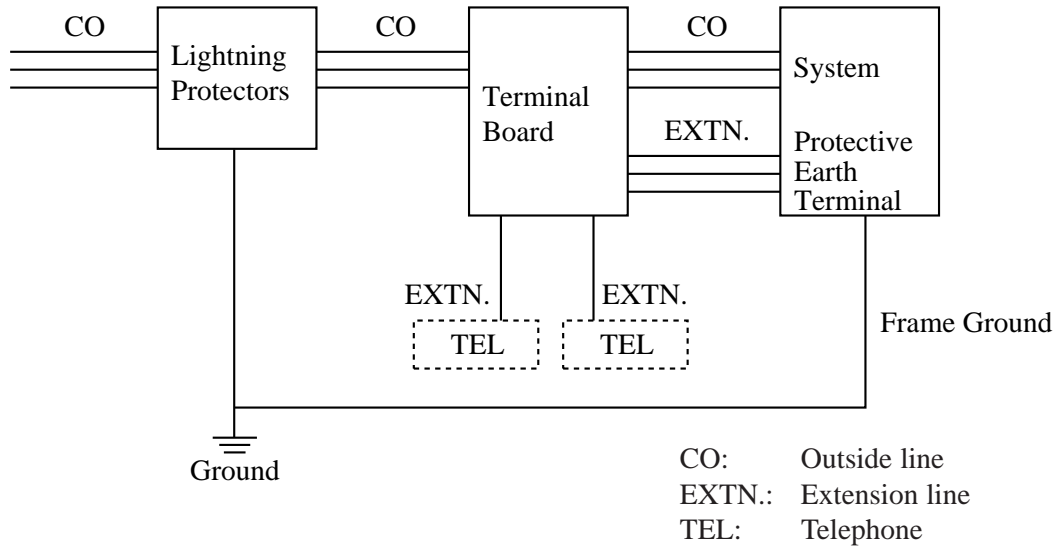 CO
CO
CO
Lightning
Protectors
Terminal
Board
System
EXTN.
Protective
Earth
Terminal
EXTN.
EXTN.
TEL
TEL
Frame Ground
Ground
CO: Outside line
EXTN.: Extension line
TEL: Telephone